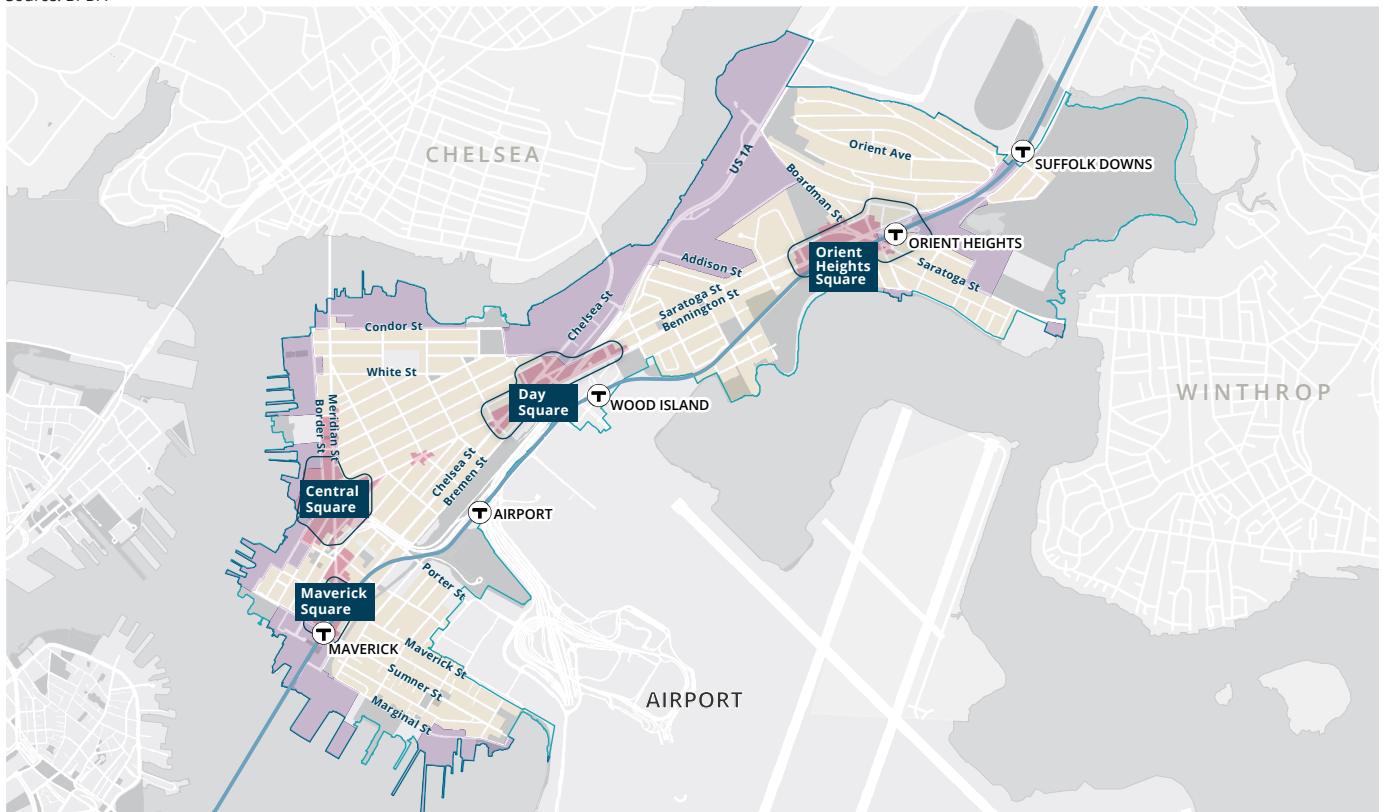 CHELSEA
US 1A
Orient Ave
Boardman St
SUFFOLK DOWNS
ORIENT HEIGHTS
Orient
Heights
Square
Saratoga St
Addison St
Saratoga St
Bennington St
Chelsea St
Condor St
White St
Day
Square
WOOD ISLAND
WINTHROP
Meridian St
Border St
Chelsea St
Bremen St
Central
Square
AIRPORT
Porter St
Maverick
Square
MAVERICK
Maverick St
Sumner St
Marginal St
AIRPORT